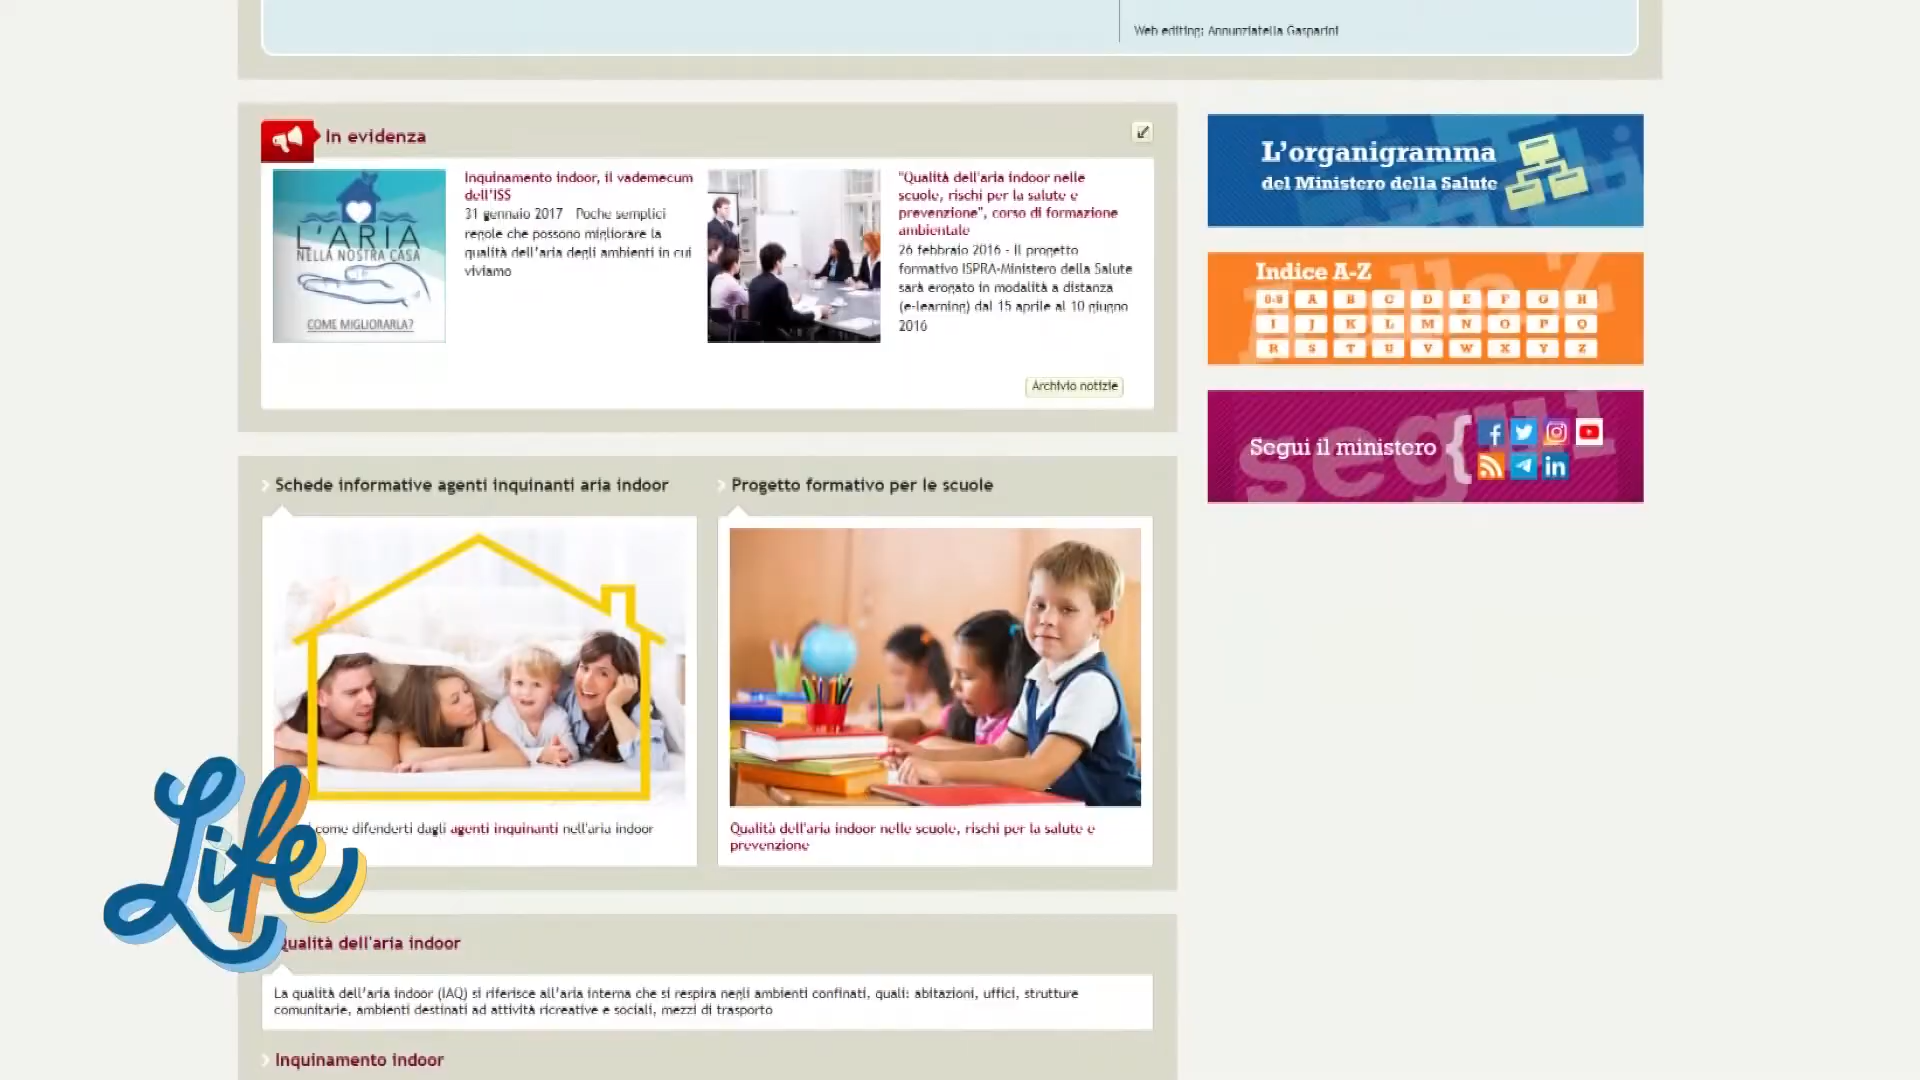 Web editing: Annunziatella Gasparini
In evidenza
L'ARIA
NELLA NOSTRA CASA
COME MIGLIORARLA?
Inquinamento indoor, il vademecum
dell'ISS
31 gennaio 2017 Poche semplici
regole che possono migliorare la
qualità dell'aria degli ambienti in cui
viviamo
"Qualità dell'aria indoor nelle
scuole, rischi per la salute e
prevenzione", corso di formazione
ambientale
26 febbraio 2016 - Il progetto
formativo ISPRA-Ministero della Salute
sarà erogato in modalità a distanza
(e-learning) dal 15 aprile al 10 giugno
2016
Archivio notizie
L'organigramma
del Ministero della Salute
Indice A-Z
0-9 A B C D E F G H
I J K L M N O P Q
R S T U V W X Y Z
Segui il ministero
segui
Schede informative agenti inquinanti aria indoor
come difenderti dagli agenti inquinanti nell'aria indoor
Progetto formativo per le scuole
Qualità dell'aria indoor nelle scuole, rischi per la salute e
prevenzione
Life
Qualità dell'aria indoor
La qualità dell'aria indoor (IAQ) si riferisce all'aria interna che si respira negli ambienti confinati, quali: abitazioni, uffici, strutture
comunitarie, ambienti destinati ad attività ricreative e sociali, mezzi di trasporto
Inquinamento indoor